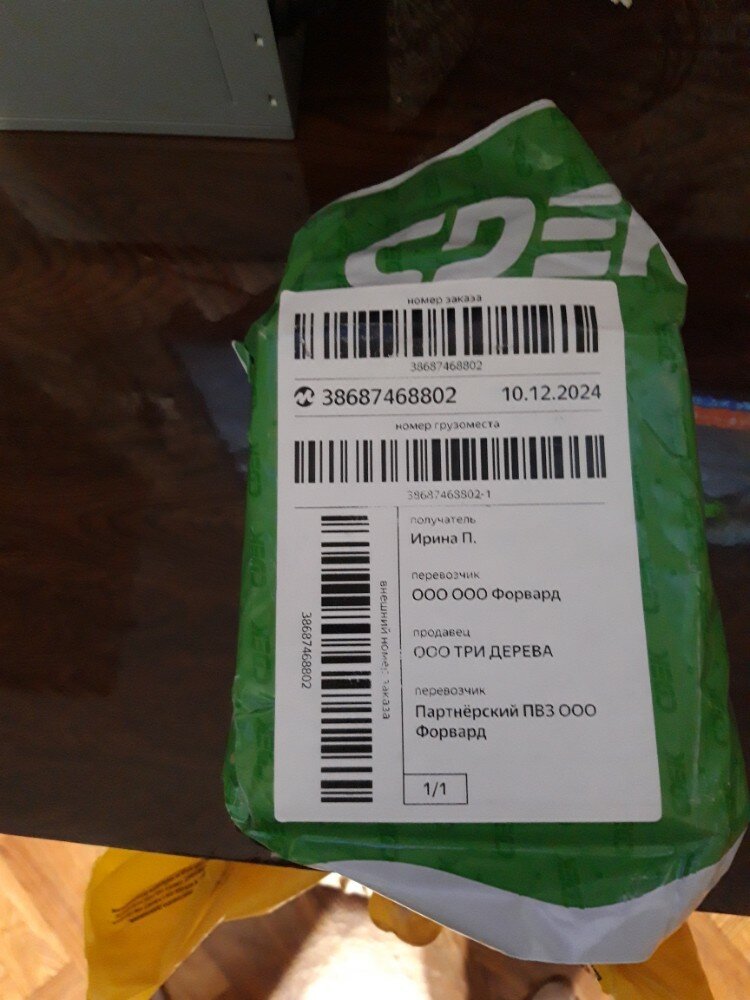 CDEK
номер заказа
38687468802
38687468802 10.12.2024
номер грузоместа
38687468802-1
получатель
Ирина П.
перевозчик
ООО ООО Форвард
продавец
ООО ТРИ ДЕРЕВА
перевозчик
Партнёрский ПВЗ ООО
Форвард
1/1
внешний номер заказа
38687468802